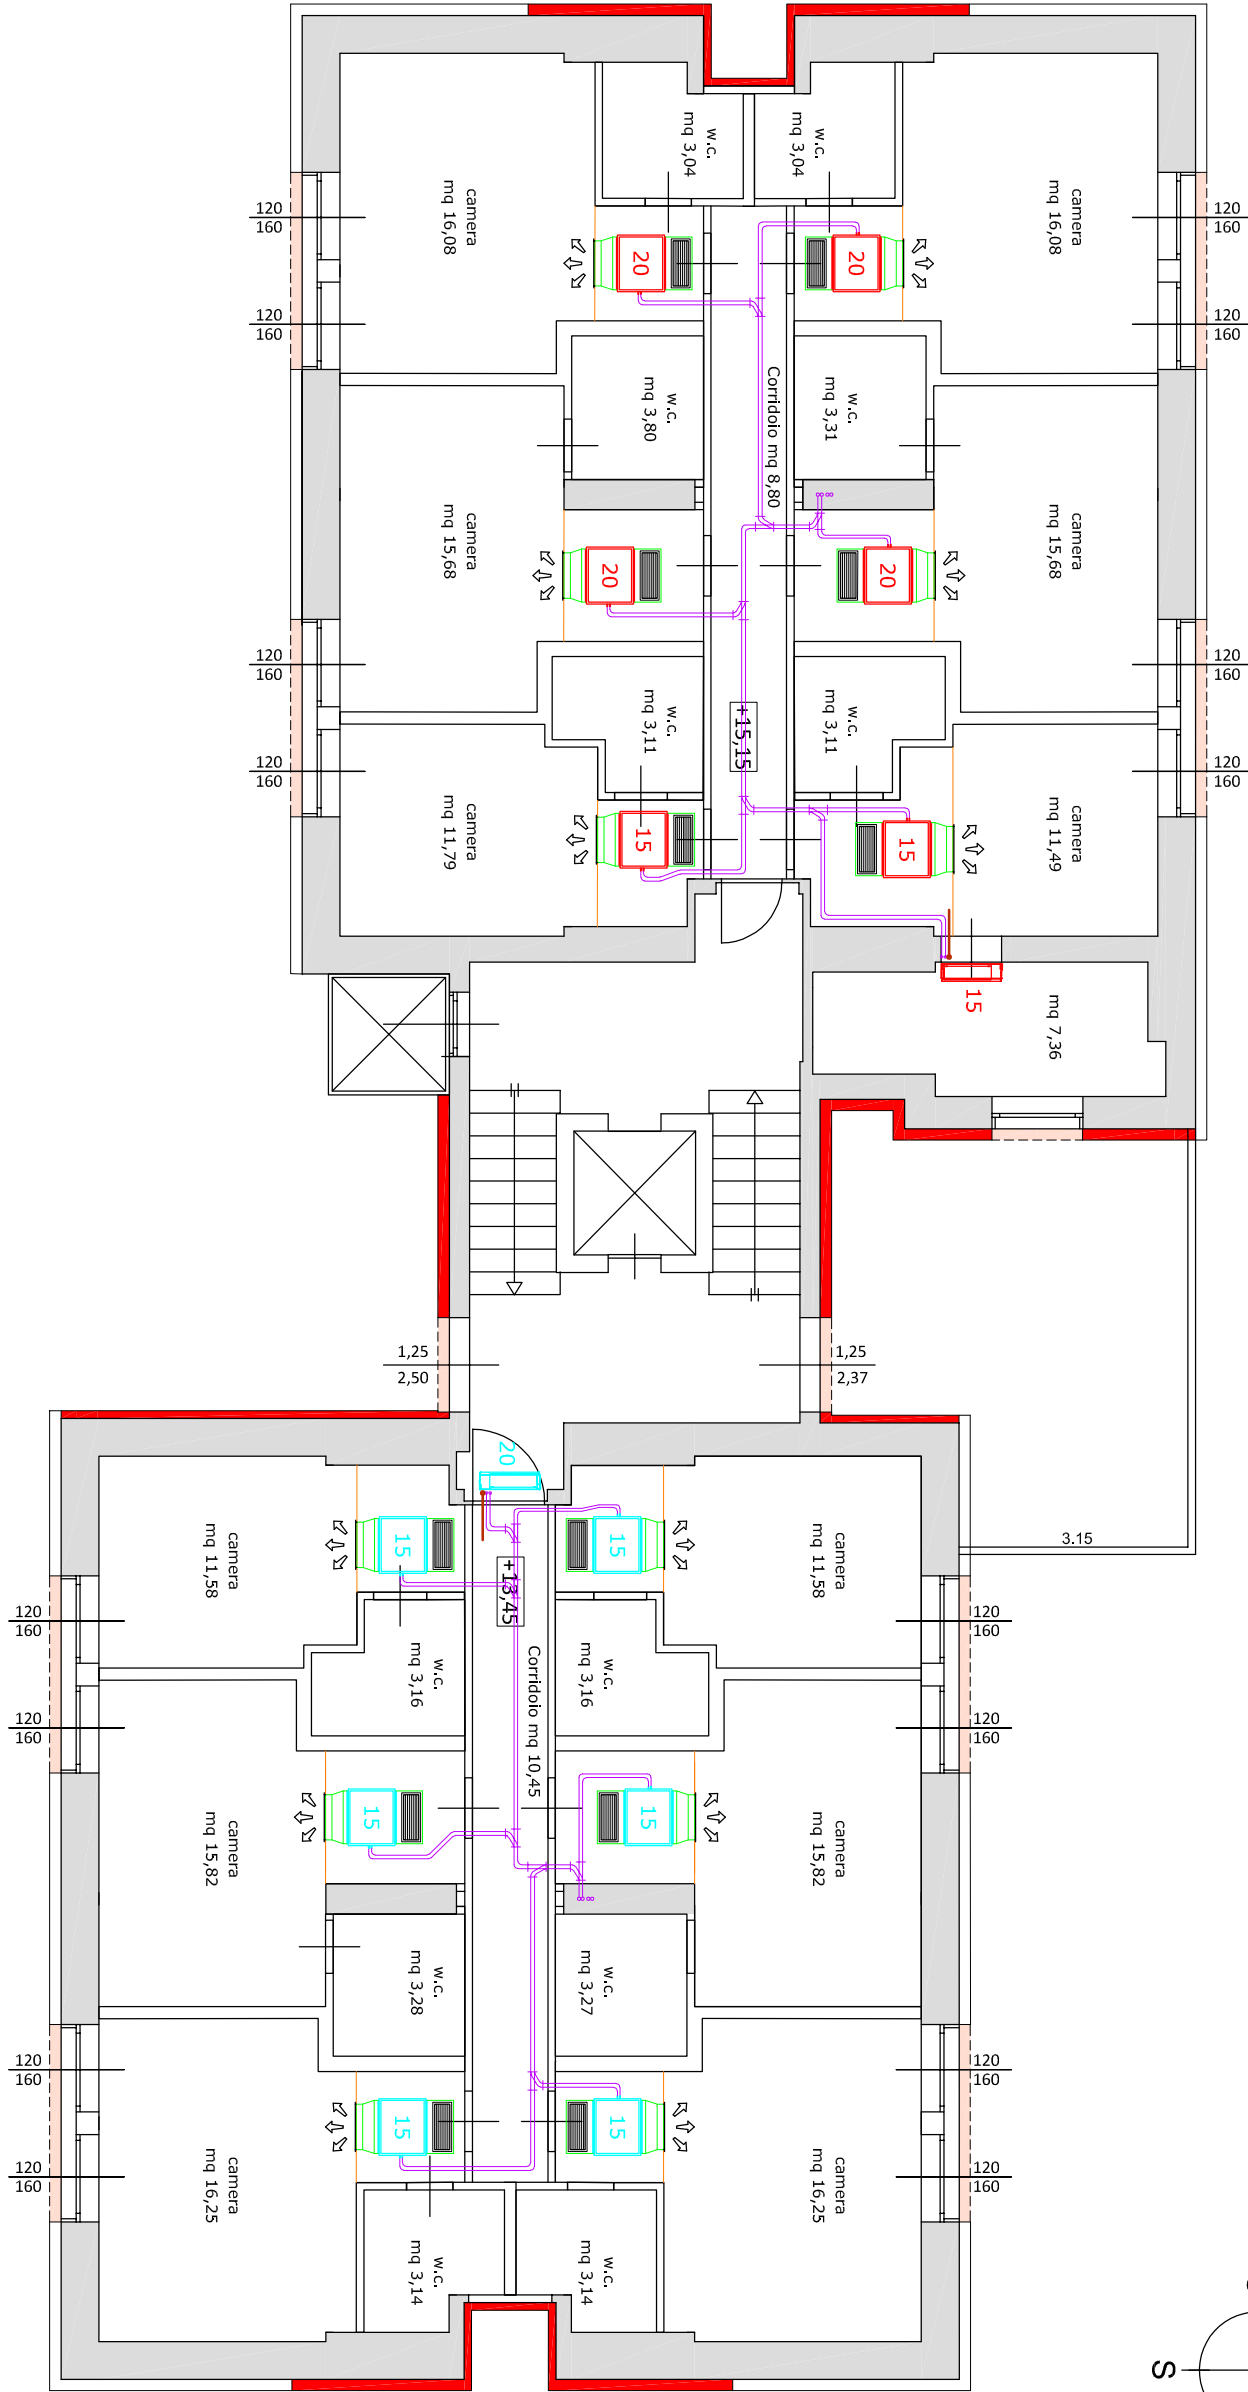 w.c.
mq 3,04
w.c.
mq 3,04
camera
mq 16,08
camera
mq 16,08
120
160
120
160
20
20
120
160
120
160
Corridoio mq 8,80
w.c.
mq 3,80
w.c.
mq 3,31
camera
mq 15,68
camera
mq 15,68
20
20
120
160
120
160
w.c.
mq 3,11
+15,15
w.c.
mq 3,11
120
160
120
160
camera
mq 11,79
15
15
camera
mq 11,49
15
mq 7,36
1,25
2,50
1,25
2,37
20
3.15
camera
mq 11,58
15
15
camera
mq 11,58
+13,45
120
160
120
160
w.c.
mq 3,16
Corridoio mq 10,45
w.c.
mq 3,16
120
160
120
160
camera
mq 15,82
15
15
camera
mq 15,82
w.c.
mq 3,28
w.c.
mq 3,27
120
160
120
160
camera
mq 16,25
15
15
camera
mq 16,25
120
160
120
160
w.c.
mq 3,14
w.c.
mq 3,14
S